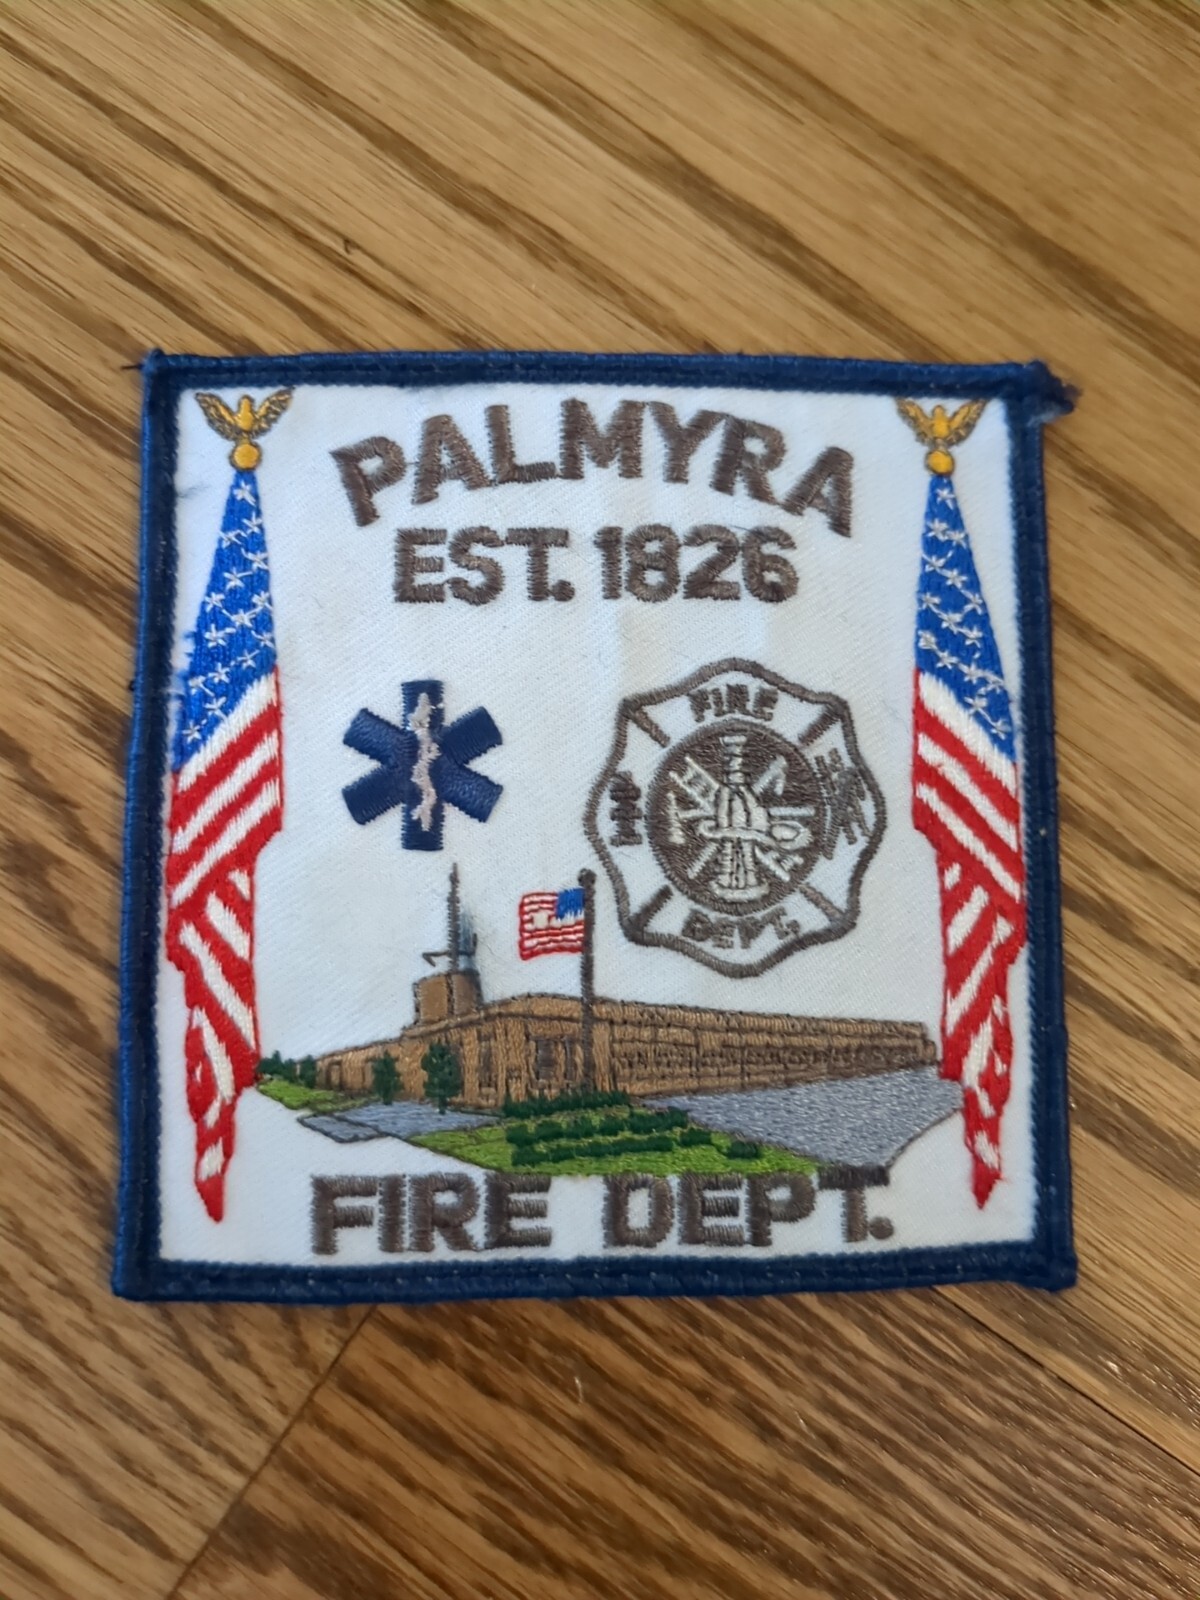 PALMYRA
EST. 1826
FIRE
DEPT.
FIRE DEPT.